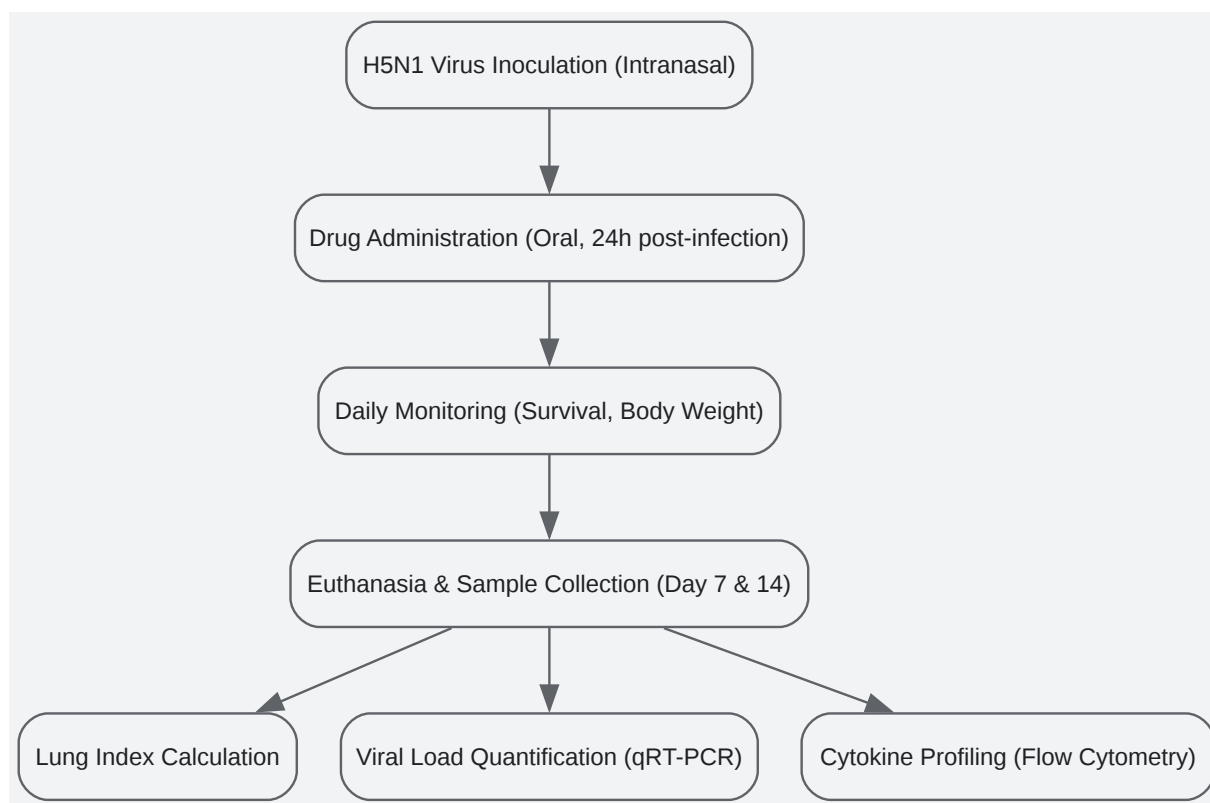 H5N1 Virus Inoculation (Intranasal)
Drug Administration (Oral, 24h post-infection)
Daily Monitoring (Survival, Body Weight)
Euthanasia & Sample Collection (Day 7 & 14)
Lung Index Calculation
Viral Load Quantification (qRT-PCR)
Cytokine Profiling (Flow Cytometry)